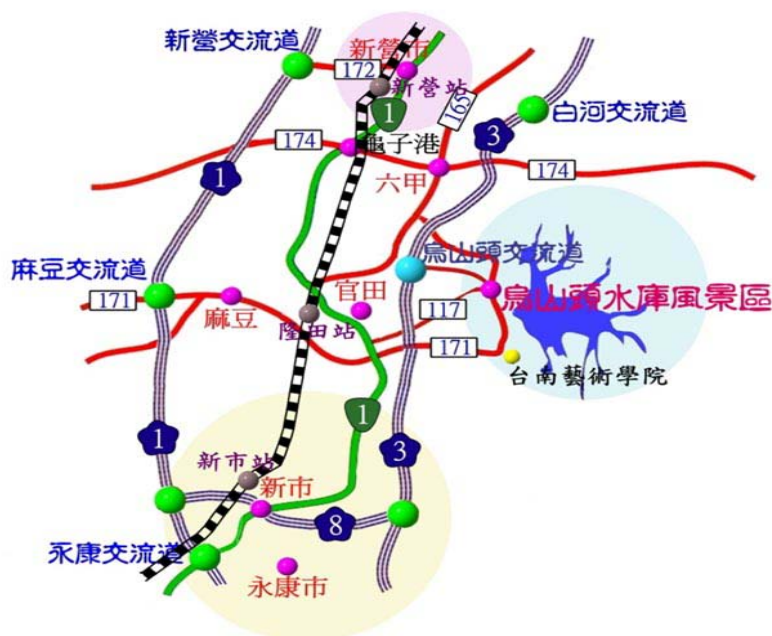 新營交流道
新營市
172
新營站
1
165
3
白河交流道
龜子港
174
六甲
174
1
烏山頭交流道
麻豆交流道
171
麻豆
官田
烏山頭水庫風景區
117
隆田站
171
台南藝術學院
1
1
3
新市站
新市
8
永康交流道
永康市